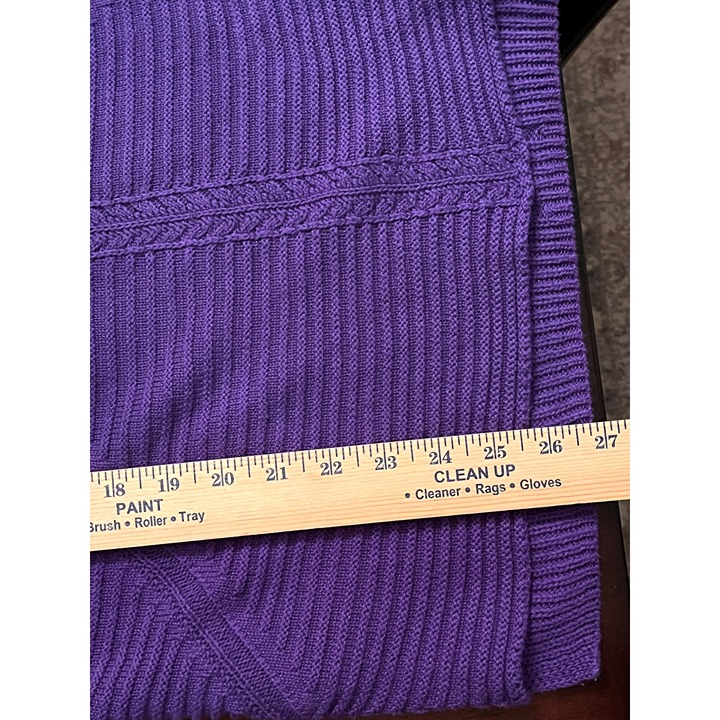 18 19 20 21 22 23 24 25 26 27
PAINT
Brush • Roller • Tray
CLEAN UP
• Cleaner • Rags • Gloves